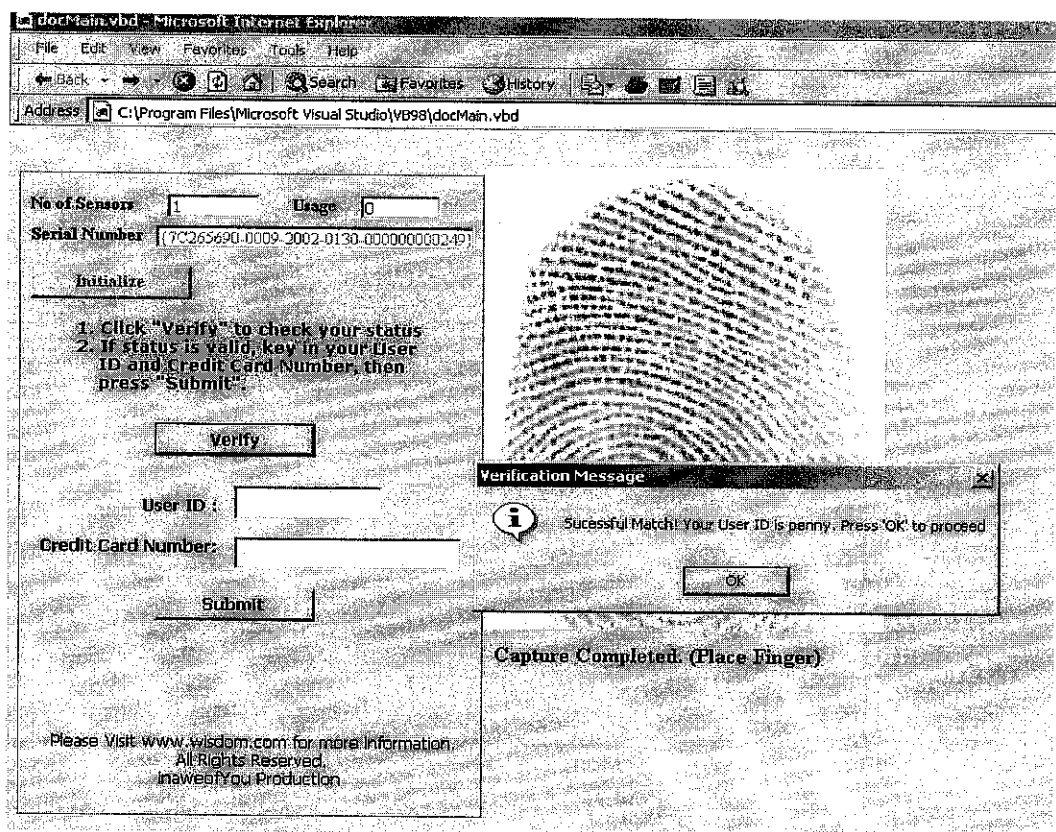 docMain.vbd - Microsoft Internet Explorer
File Edit View Favorites Tools Help
Back Search Favorites History
Address C:\Program Files\Microsoft Visual Studio\VB98\docMain.vbd
No of Sensors 1 Usage 0
Serial Number {7C265690-0009-2002-0130-000000000249}
Initialize
1. Click "Verify" to check your status
2. If status is valid, key in your User
ID and Credit Card Number, then
press "Submit".
Verify
User ID :
Credit Card Number:
Submit
Verification Message
Sucessful Match! Your User ID is penny. Press 'OK' to proceed
OK
Capture Completed. (Place Finger)
Please Visit www.wisdom.com for more information.
All Rights Reserved.
inaweofYou Production